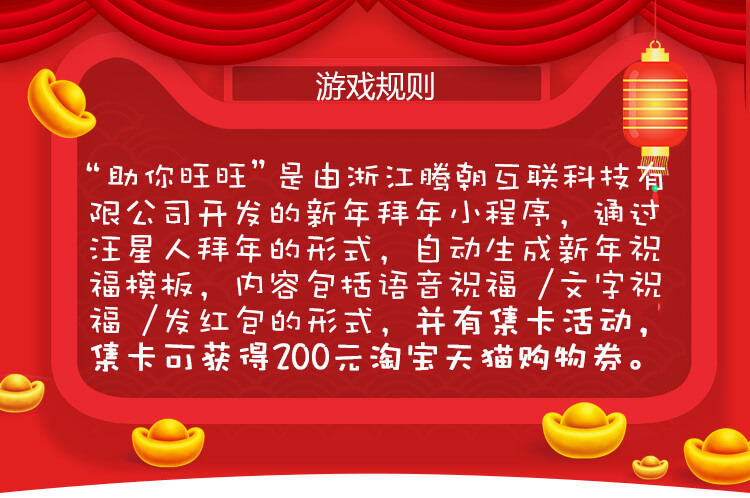 游戏规则
“助你旺旺”是由浙江腾朝互联科技有
限公司开发的新年拜年小程序，通过
汪星人拜年的形式，自动生成新年祝
福模板，内容包括语音祝福 /文字祝
福 /发红包的形式，并有集卡活动，
集卡可获得200元淘宝天猫购物券。